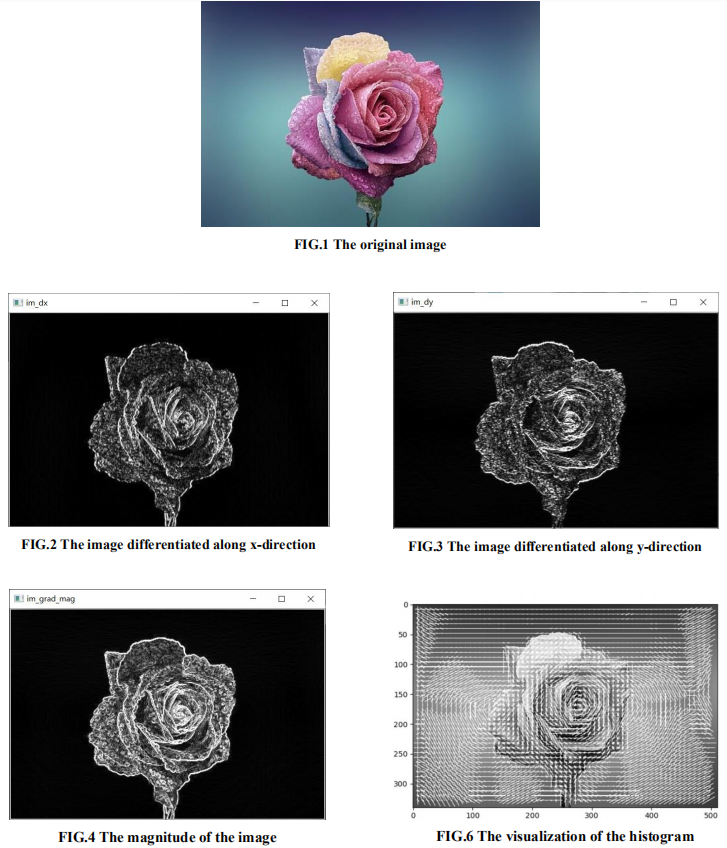 FIG.1 The original image
im_dx
im_dy
FIG.2 The image differentiated along x-direction
FIG.3 The image differentiated along y-direction
im_grad_mag
0
50
100
150
200
250
300
0 100 200 300 400 500
FIG.4 The magnitude of the image
FIG.6 The visualization of the histogram